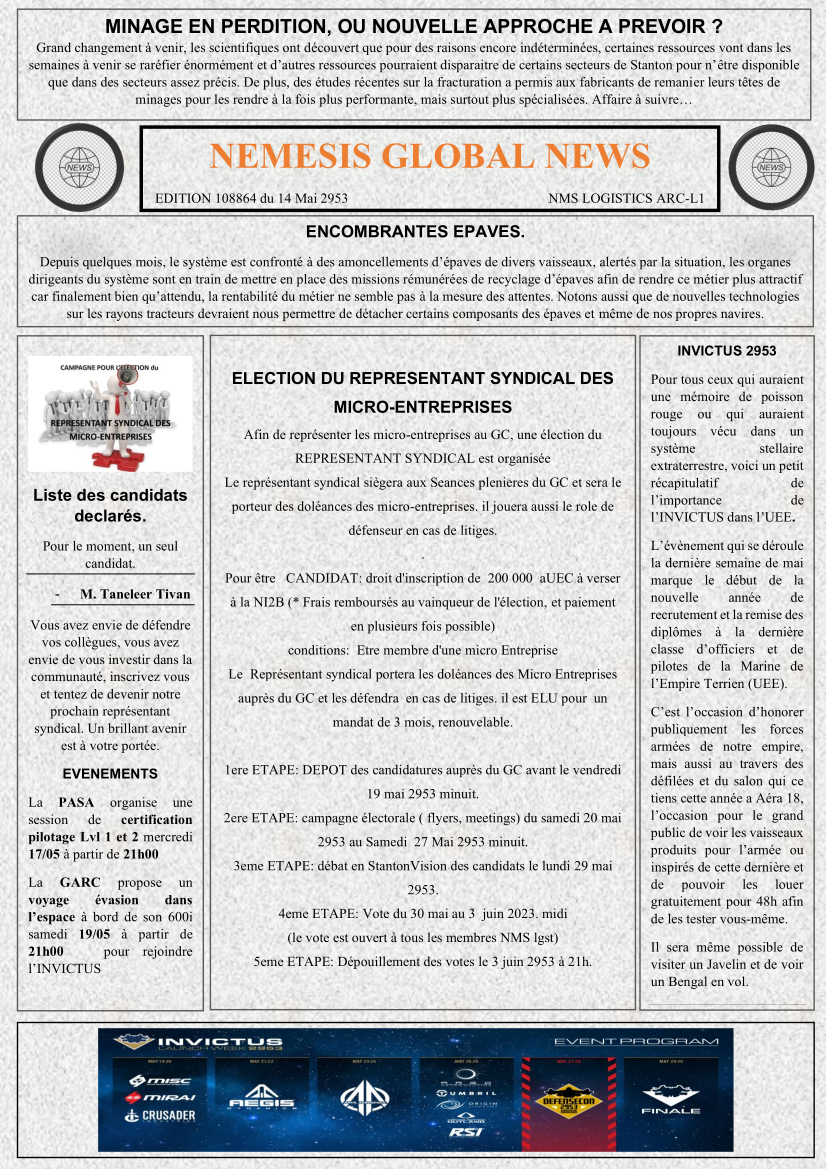 MINAGE EN PERDITION, OU NOUVELLE APPROCHE A PREVOIR ?
Grand changement à venir, les scientifiques ont découvert que pour des raisons encore indéterminées, certaines ressources vont dans les
semaines à venir se raréfier énormément et d’autres ressources pourraient disparaitre de certains secteurs de Stanton pour n’être disponible
que dans des secteurs assez précis. De plus, des études récentes sur la fracturation a permis aux fabricants de remanier leurs têtes de
minages pour les rendre à la fois plus performante, mais surtout plus spécialisées. Affaire à suivre…
NEWS
NEMESIS GLOBAL NEWS
EDITION 108864 du 14 Mai 2953
NMS LOGISTICS ARC-L1
NEWS
ENCOMBRANTES EPAVES.
Depuis quelques mois, le système est confronté à des amoncellements d’épaves de divers vaisseaux, alertés par la situation, les organes
dirigeants du système sont en train de mettre en place des missions rémunérées de recyclage d’épaves afin de rendre ce métier plus attractif
car finalement bien qu’attendu, la rentabilité du métier ne semble pas à la mesure des attentes. Notons aussi que de nouvelles technologies
sur les rayons tracteurs devraient nous permettre de détacher certains composants des épaves et même de nos propres navires.
CAMPAGNE POUR L'ÉLECTION du
REPRESENTANT SYNDICAL DES
MICRO-ENTREPRISES
Liste des candidats
declarés.
Pour le moment, un seul
candidat.
- M. Taneleer Tivan
Vous avez envie de défendre
vos collègues, vous avez
envie de vous investir dans la
communauté, inscrivez vous
et tentez de devenir notre
prochain représentant
syndical. Un brillant avenir
est à votre portée.
EVENEMENTS
La PASA organise une
session de certification
pilotage Lvl 1 et 2 mercredi
17/05 à partir de 21h00
La GARC propose un
voyage évasion dans
l’espace à bord de son 600i
samedi 19/05 à partir de
21h00 pour rejoindre
l’INVICTUS
ELECTION DU REPRESENTANT SYNDICAL DES
MICRO-ENTREPRISES
Afin de représenter les micro-entreprises au GC, une élection du
REPRESENTANT SYNDICAL est organisée
Le représentant syndical siègera aux Seances plenieres du GC et sera le
porteur des doléances des micro-entreprises. il jouera aussi le role de
défenseur en cas de litiges.
.
Pour être CANDIDAT: droit d'inscription de 200 000 aUEC à verser
à la NI2B (* Frais remboursés au vainqueur de l'élection, et paiement
en plusieurs fois possible)
conditions: Etre membre d'une micro Entreprise
Le Représentant syndical portera les doléances des Micro Entreprises
auprès du GC et les défendra en cas de litiges. il est ELU pour un
mandat de 3 mois, renouvelable.
1ere ETAPE: DEPOT des candidatures auprès du GC avant le vendredi
19 mai 2953 minuit.
2ere ETAPE: campagne électorale ( flyers, meetings) du samedi 20 mai
2953 au Samedi 27 Mai 2953 minuit.
3eme ETAPE: débat en StantonVision des candidats le lundi 29 mai
2953.
4eme ETAPE: Vote du 30 mai au 3 juin 2023. midi
(le vote est ouvert à tous les membres NMS lgst)
5eme ETAPE: Dépouillement des votes le 3 juin 2953 à 21h.
INVICTUS 2953
Pour tous ceux qui auraient
une mémoire de poisson
rouge ou qui auraient
toujours vécu dans un
système stellaire
extraterrestre, voici un petit
récapitulatif de
l’importance de
l’INVICTUS dans l’UEE.
L’évènement qui se déroule
la dernière semaine de mai
marque le début de la
nouvelle année de
recrutement et la remise des
diplômes à la dernière
classe d’officiers et de
pilotes de la Marine de
l’Empire Terrien (UEE).
C’est l’occasion d’honorer
publiquement les forces
armées de notre empire,
mais aussi au travers des
défilées et du salon qui ce
tiens cette année a Aéra 18,
l’occasion pour le grand
public de voir les vaisseaux
produits pour l’armée ou
inspirés de cette dernière et
de pouvoir les louer
gratuitement pour 48h afin
de les tester vous-même.
Il sera même possible de
visiter un Javelin et de voir
un Bengal en vol.
INVICTUS
LAUNCH WEEK 2953
EVENT PROGRAM
MISC
MIRAI
CRUSADER
AEGIS
DYNAMICS
ARGO
TUMBRIL
ORIGIN
OUTLAND
RSI
DEFENSECON
2953
FINALE